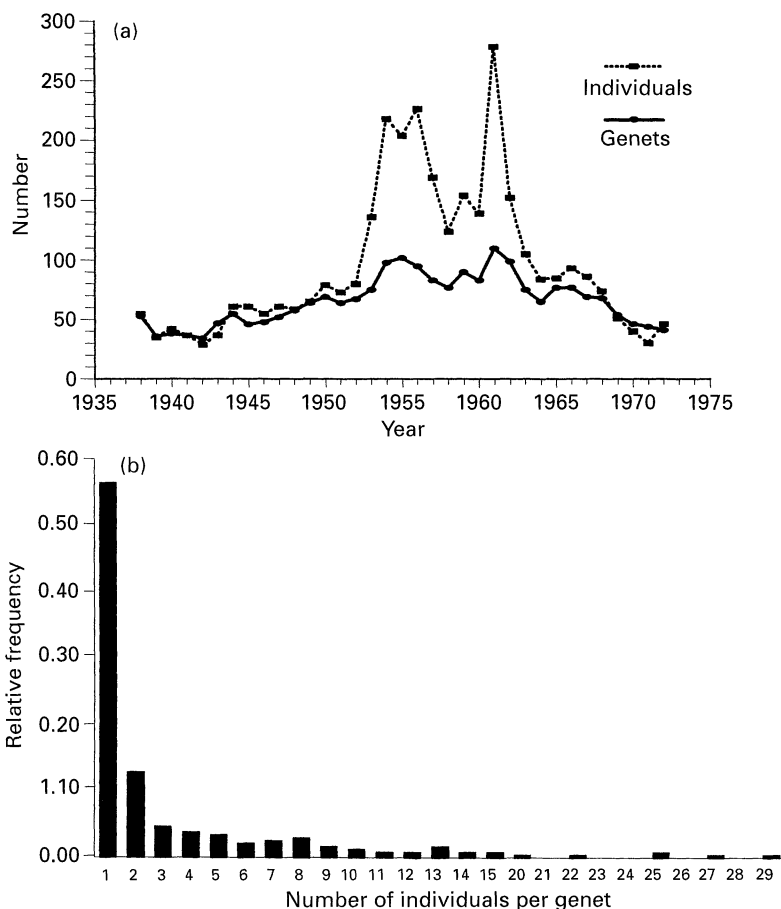 (a)
300
250
200
150
100
50
0
Number
Individuals
Genets
1935 1940 1945 1950 1955 1960 1965 1970 1975
Year
(b)
0.60
0.50
0.40
0.30
0.20
1.10
0.00
Relative frequency
1 2 3 4 5 6 7 8 9 10 11 12 13 14 15 20 21 22 23 24 25 26 27 28 29
Number of individuals per genet